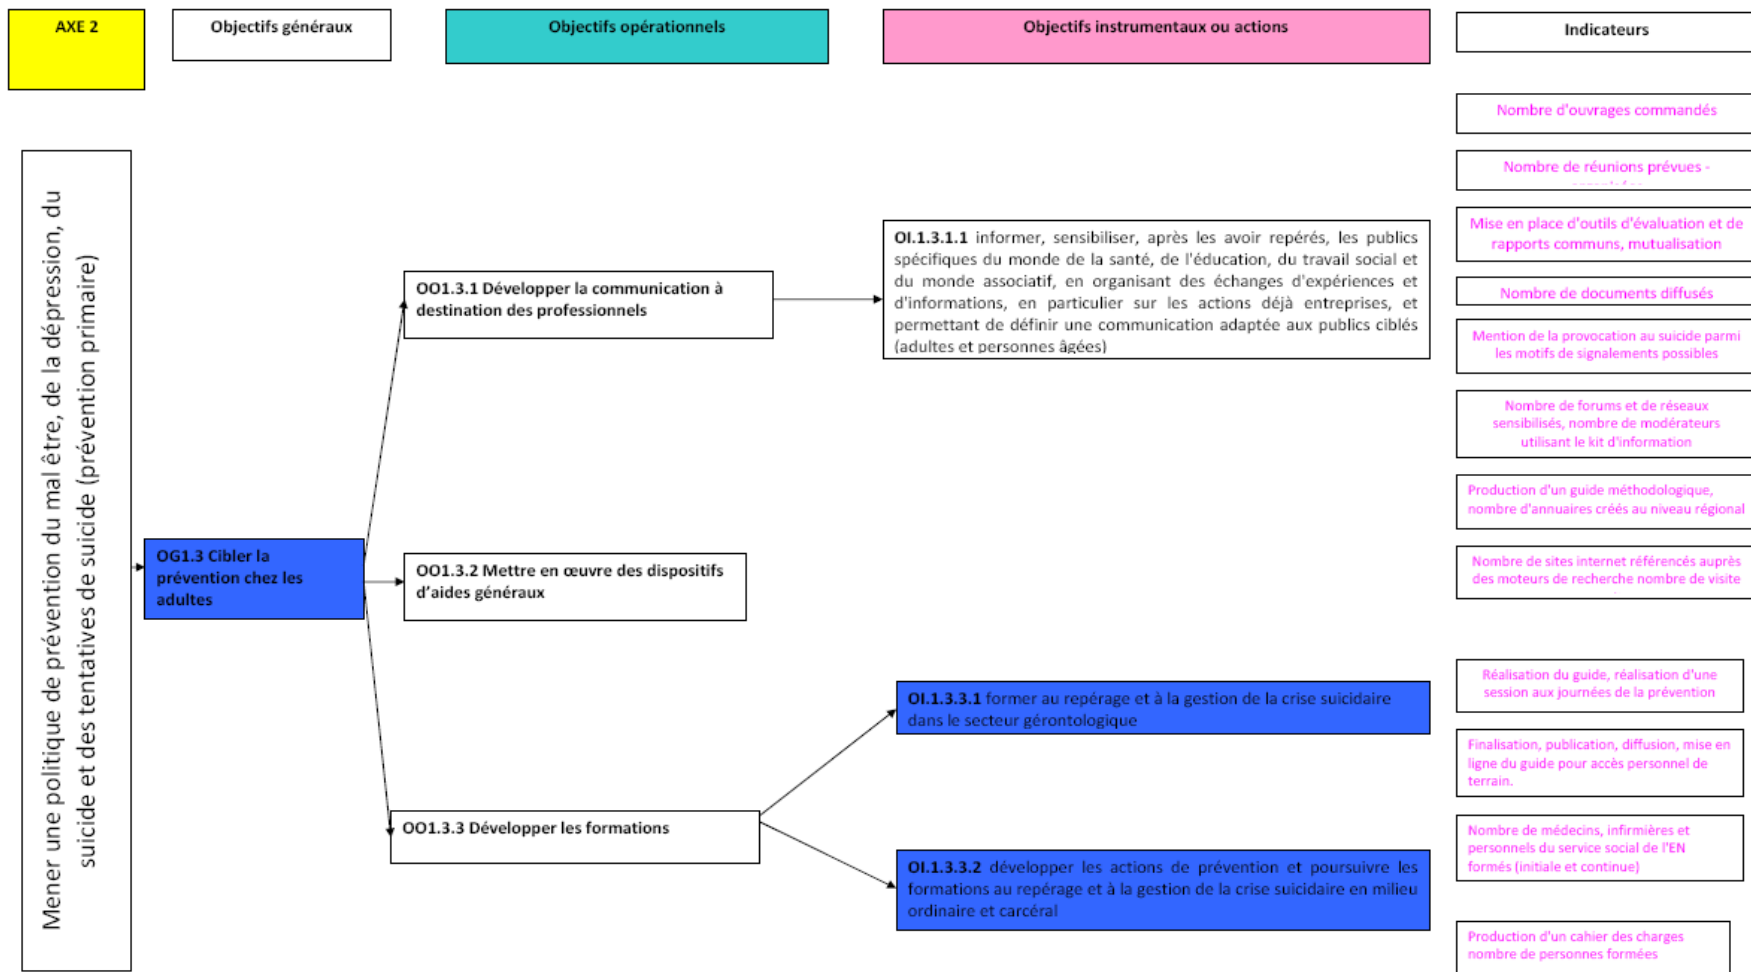 AXE 2
Objectifs généraux
Objectifs opérationnels
Objectifs instrumentaux ou actions
Indicateurs
Mener une politique de prévention du mal être, de la dépression, du
suicide et des tentatives de suicide (prévention primaire)
OG1.3 Cibler la
prévention chez les
adultes
OO1.3.1 Développer la communication à
destination des professionnels
OO1.3.2 Mettre en œuvre des dispositifs
d'aides généraux
OO1.3.3 Développer les formations
OI.1.3.1.1 informer, sensibiliser, après les avoir repérés, les publics
spécifiques du monde de la santé, de l'éducation, du travail social et
du monde associatif, en organisant des échanges d'expériences et
d'informations, en particulier sur les actions déjà entreprises, et
permettant de définir une communication adaptée aux publics ciblés
(adultes et personnes âgées)
OI.1.3.3.1 former au repérage et à la gestion de la crise suicidaire
dans le secteur gérontologique
OI.1.3.3.2 développer les actions de prévention et poursuivre les
formations au repérage et à la gestion de la crise suicidaire en milieu
ordinaire et carcéral
Nombre d'ouvrages commandés
Nombre de réunions prévues -
Mise en place d'outils d'évaluation et de
rapports communs, mutualisation
Nombre de documents diffusés
Mention de la provocation au suicide parmi
les motifs de signalements possibles
Nombre de forums et de réseaux
sensibilisés, nombre de modérateurs
utilisant le kit d'information
Production d'un guide méthodologique,
nombre d'annuaires créés au niveau régional
Nombre de sites internet référencés auprès
des moteurs de recherche nombre de visite
Réalisation du guide, réalisation d'une
session aux journées de la prévention
Finalisation, publication, diffusion, mise en
ligne du guide pour accès personnel de
terrain.
Nombre de médecins, infirmières et
personnels du service social de l'EN
formés (initiale et continue)
Production d'un cahier des charges
nombre de personnes formées